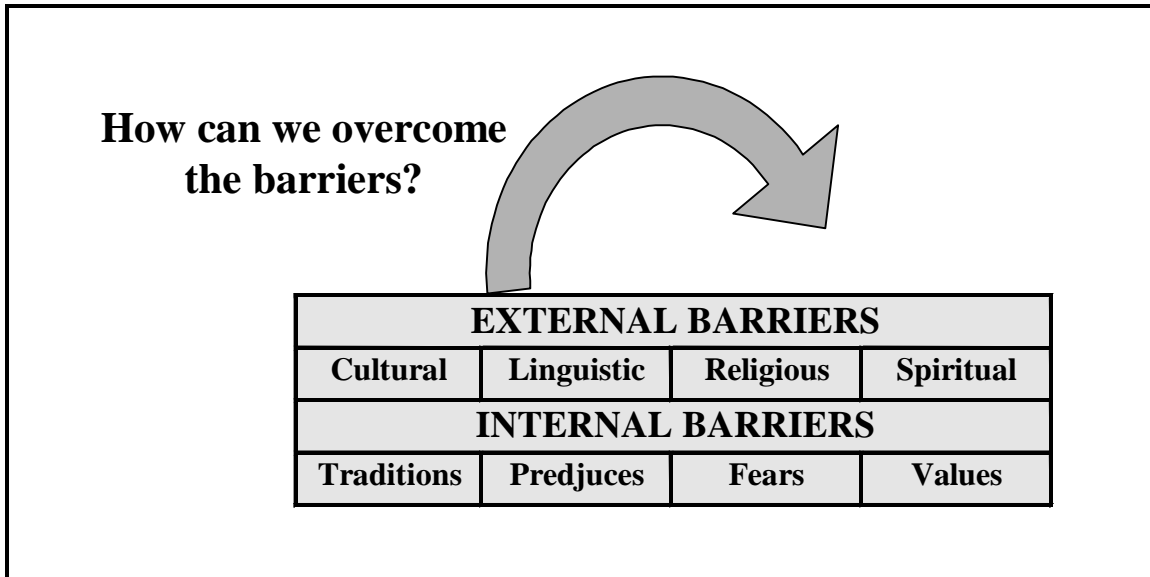 How can we overcome
the barriers?
EXTERNAL BARRIERS
Cultural Linguistic Religious Spiritual
INTERNAL BARRIERS
Traditions Predjuces Fears Values